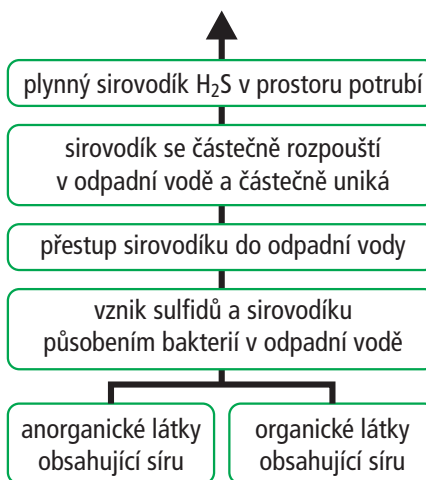 plynný sirovodík H₂S v prostoru potrubí
sirovodík se částečně rozpouští
v odpadní vodě a částečně uniká
přestup sirovodíku do odpadní vody
vznik sulfidů a sirovodíku
působením bakterií v odpadní vodě
anorganické látky
obsahující síru
organické látky
obsahující síru